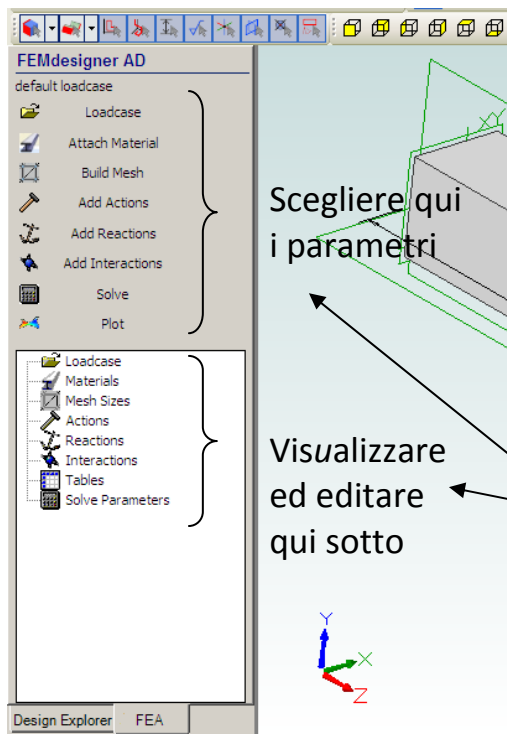 FEMdesigner AD
default loadcase
Loadcase
Attach Material
Build Mesh
Add Actions
Add Reactions
Add Interactions
Solve
Plot
Scegliere qui
i parametri
Loadcase
Materials
Mesh Sizes
Actions
Reactions
Interactions
Tables
Solve Parameters
Visualizzare
ed editare
qui sotto
XY
Y
X
Z
Design Explorer
FEA